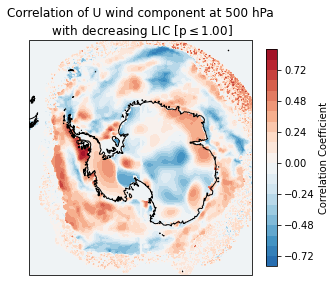 Correlation of U wind component at 500 hPa
with decreasing LIC [p ≤ 1.00]
0.72
0.48
0.24
0.00
−0.24
−0.48
−0.72
Correlation Coefficient